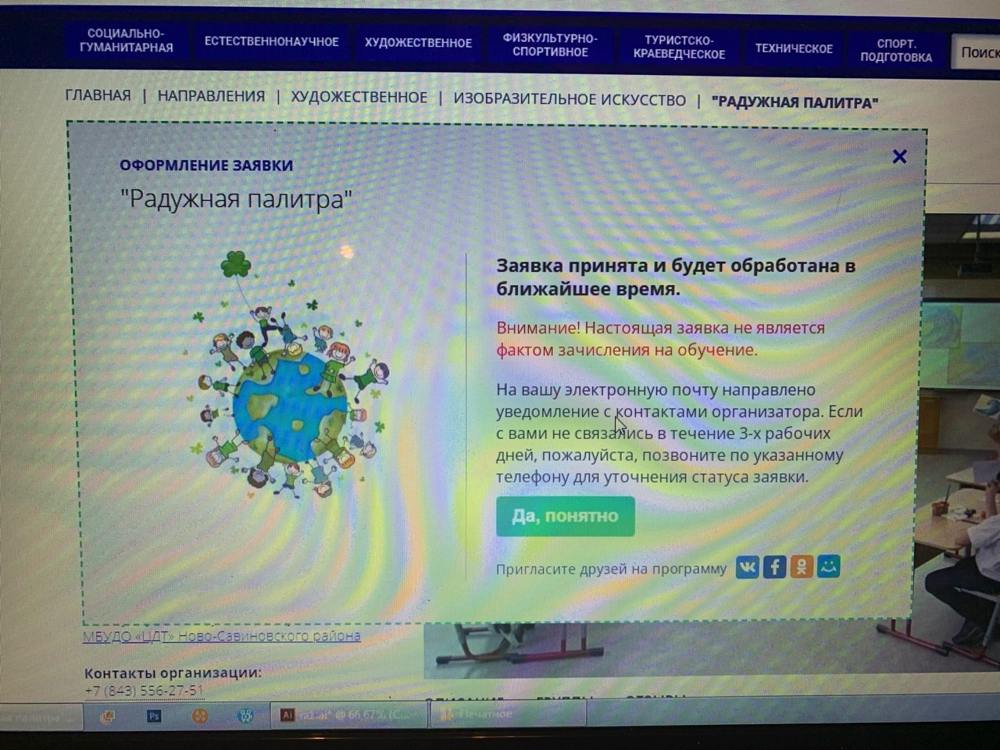 СОЦИАЛЬНО-
ГУМАНИТАРНАЯ
ЕСТЕСТВЕННОНАУЧНОЕ
ХУДОЖЕСТВЕННОЕ
ФИЗКУЛЬТУРНО-
СПОРТИВНОЕ
ТУРИСТСКО-
КРАЕВЕДЧЕСКОЕ
ТЕХНИЧЕСКОЕ
СПОРТ.
ПОДГОТОВКА
Поиск
ГЛАВНАЯ | НАПРАВЛЕНИЯ | ХУДОЖЕСТВЕННОЕ | ИЗОБРАЗИТЕЛЬНОЕ ИСКУССТВО | "РАДУЖНАЯ ПАЛИТРА"
ОФОРМЛЕНИЕ ЗАЯВКИ
"Радужная палитра"
Заявка принята и будет обработана в
ближайшее время.
Внимание! Настоящая заявка не является
фактом зачисления на обучение.
На вашу электронную почту направлено
уведомление с контактами организатора. Если
с вами не связались в течение 3-х рабочих
дней, пожалуйста, позвоните по указанному
телефону для уточнения статуса заявки.
Да, понятно
Пригласите друзей на программу
МБУДО «ЦДТ» Ново-Савиновского района
Контакты организации:
+7 (843) 556-27-51
ОПИСАНИЕ ГРУППЫ ОТЗЫВЫ
Ps
Ai
@ 66,67% (C...
Печатное